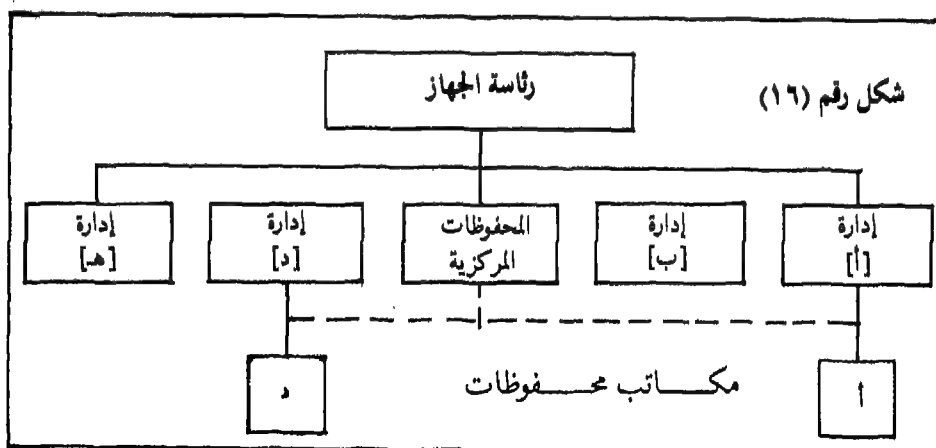 شكل رقم (١٦)
رئاسة الجهاز
إدارة
[أ]
إدارة
[ب]
المحفوظات
المركزية
إدارة
[د]
إدارة
[هـ]
أ
مكاتب محفوظات
د